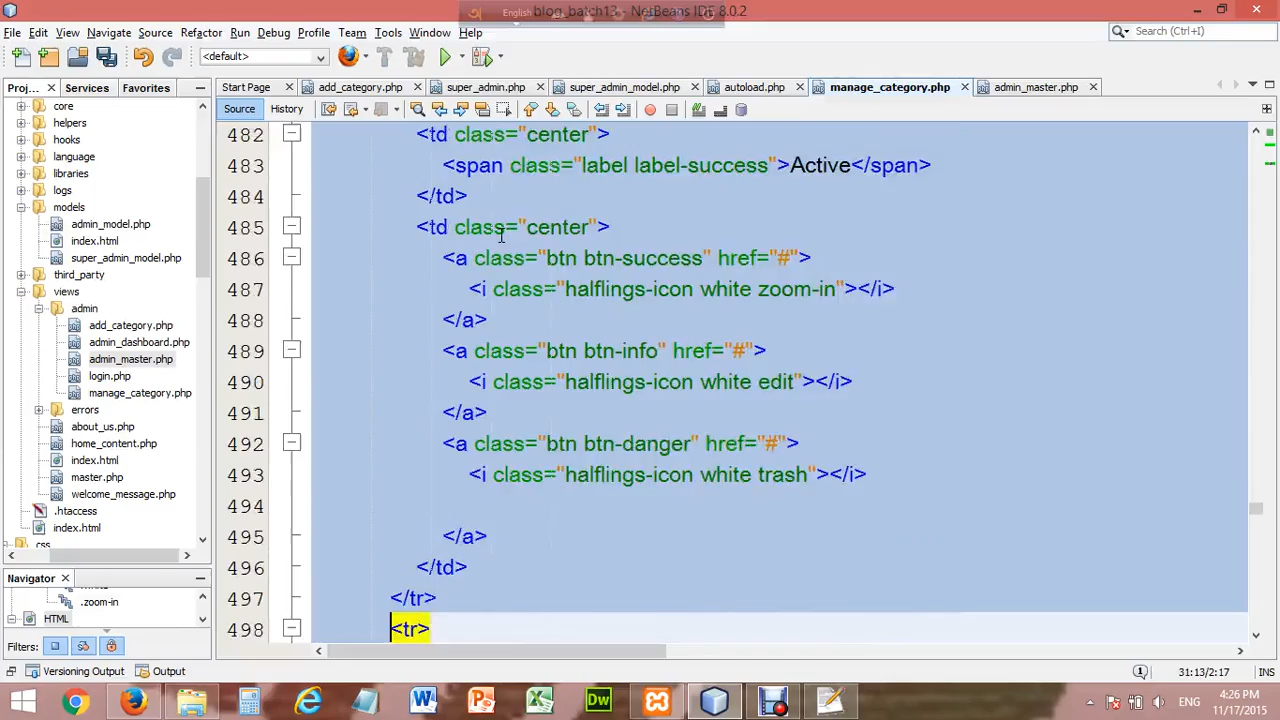 blog_batch13 - NetBeans IDE 8.0.2
English
File Edit View Navigate Source Refactor Run Debug Profile Team Tools Window Help
Search (Ctrl+I)
<default>
Proj... Services Favorites
Start Page add_category.php super_admin.php super_admin_model.php autoload.php manage_category.php admin_master.php
Source History
core
helpers
hooks
language
libraries
logs
models
admin_model.php
index.html
super_admin_model.php
third_party
views
admin
add_category.php
admin_dashboard.php
admin_master.php
login.php
manage_category.php
errors
about_us.php
home_content.php
index.html
master.php
welcome_message.php
.htaccess
index.html
css
482 <td class="center">
483 <span class="label label-success">Active</span>
484 </td>
485 <td class="center">
486 <a class="btn btn-success" href="#">
487 <i class="halflings-icon white zoom-in"></i>
488 </a>
489 <a class="btn btn-info" href="#">
490 <i class="halflings-icon white edit"></i>
491 </a>
492 <a class="btn btn-danger" href="#">
493 <i class="halflings-icon white trash"></i>
494
495 </a>
496 </td>
497 </tr>
498 <tr>
Navigator
.zoom-in
HTML
Filters:
Versioning Output Output
31:13/2:17 INS
ENG
4:26 PM
11/17/2015